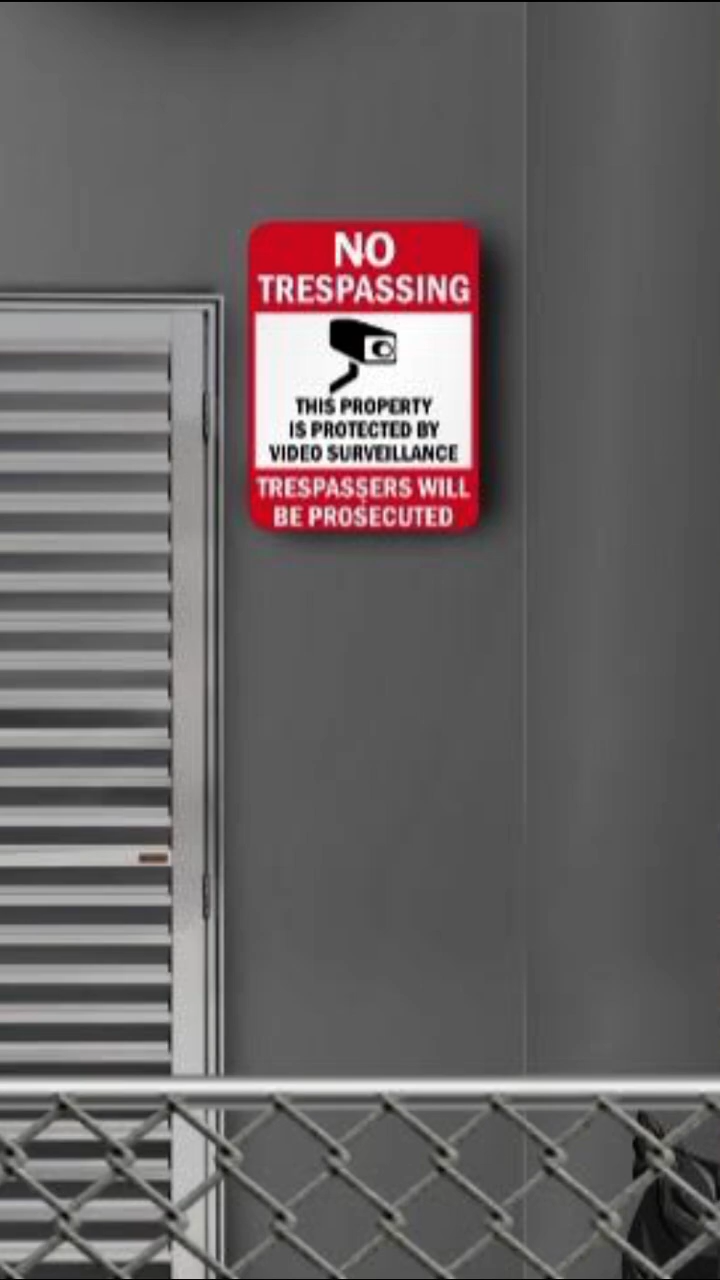 NO
TRESPASSING
THIS PROPERTY
IS PROTECTED BY
VIDEO SURVEILLANCE
TRESPASSERS WILL
BE PROSECUTED